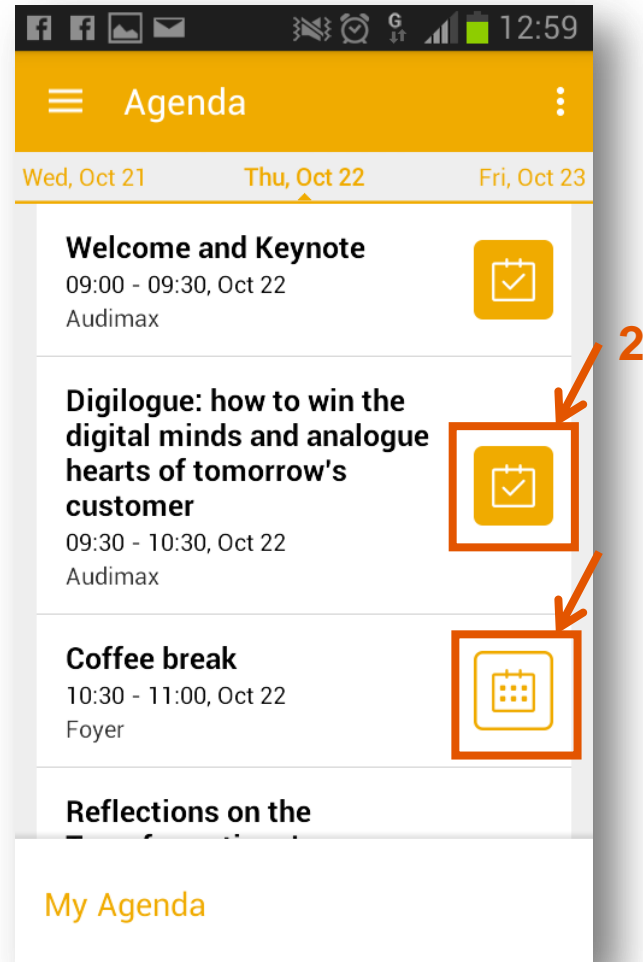 G
12:59
Agenda
Wed, Oct 21
Thu, Oct 22
Fri, Oct 23
Welcome and Keynote
09:00 - 09:30, Oct 22
Audimax
2
Digilogue: how to win the
digital minds and analogue
hearts of tomorrow's
customer
09:30 - 10:30, Oct 22
Audimax
Coffee break
10:30 - 11:00, Oct 22
Foyer
Reflections on the
My Agenda